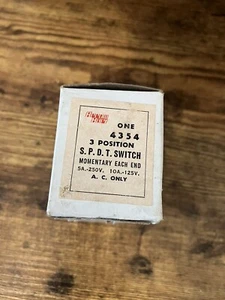 ONE
4354
3 POSITION
S. P. D. T. SWITCH
MOMENTARY EACH END
5A.-250V. 10A.-125V.
A. C. ONLY